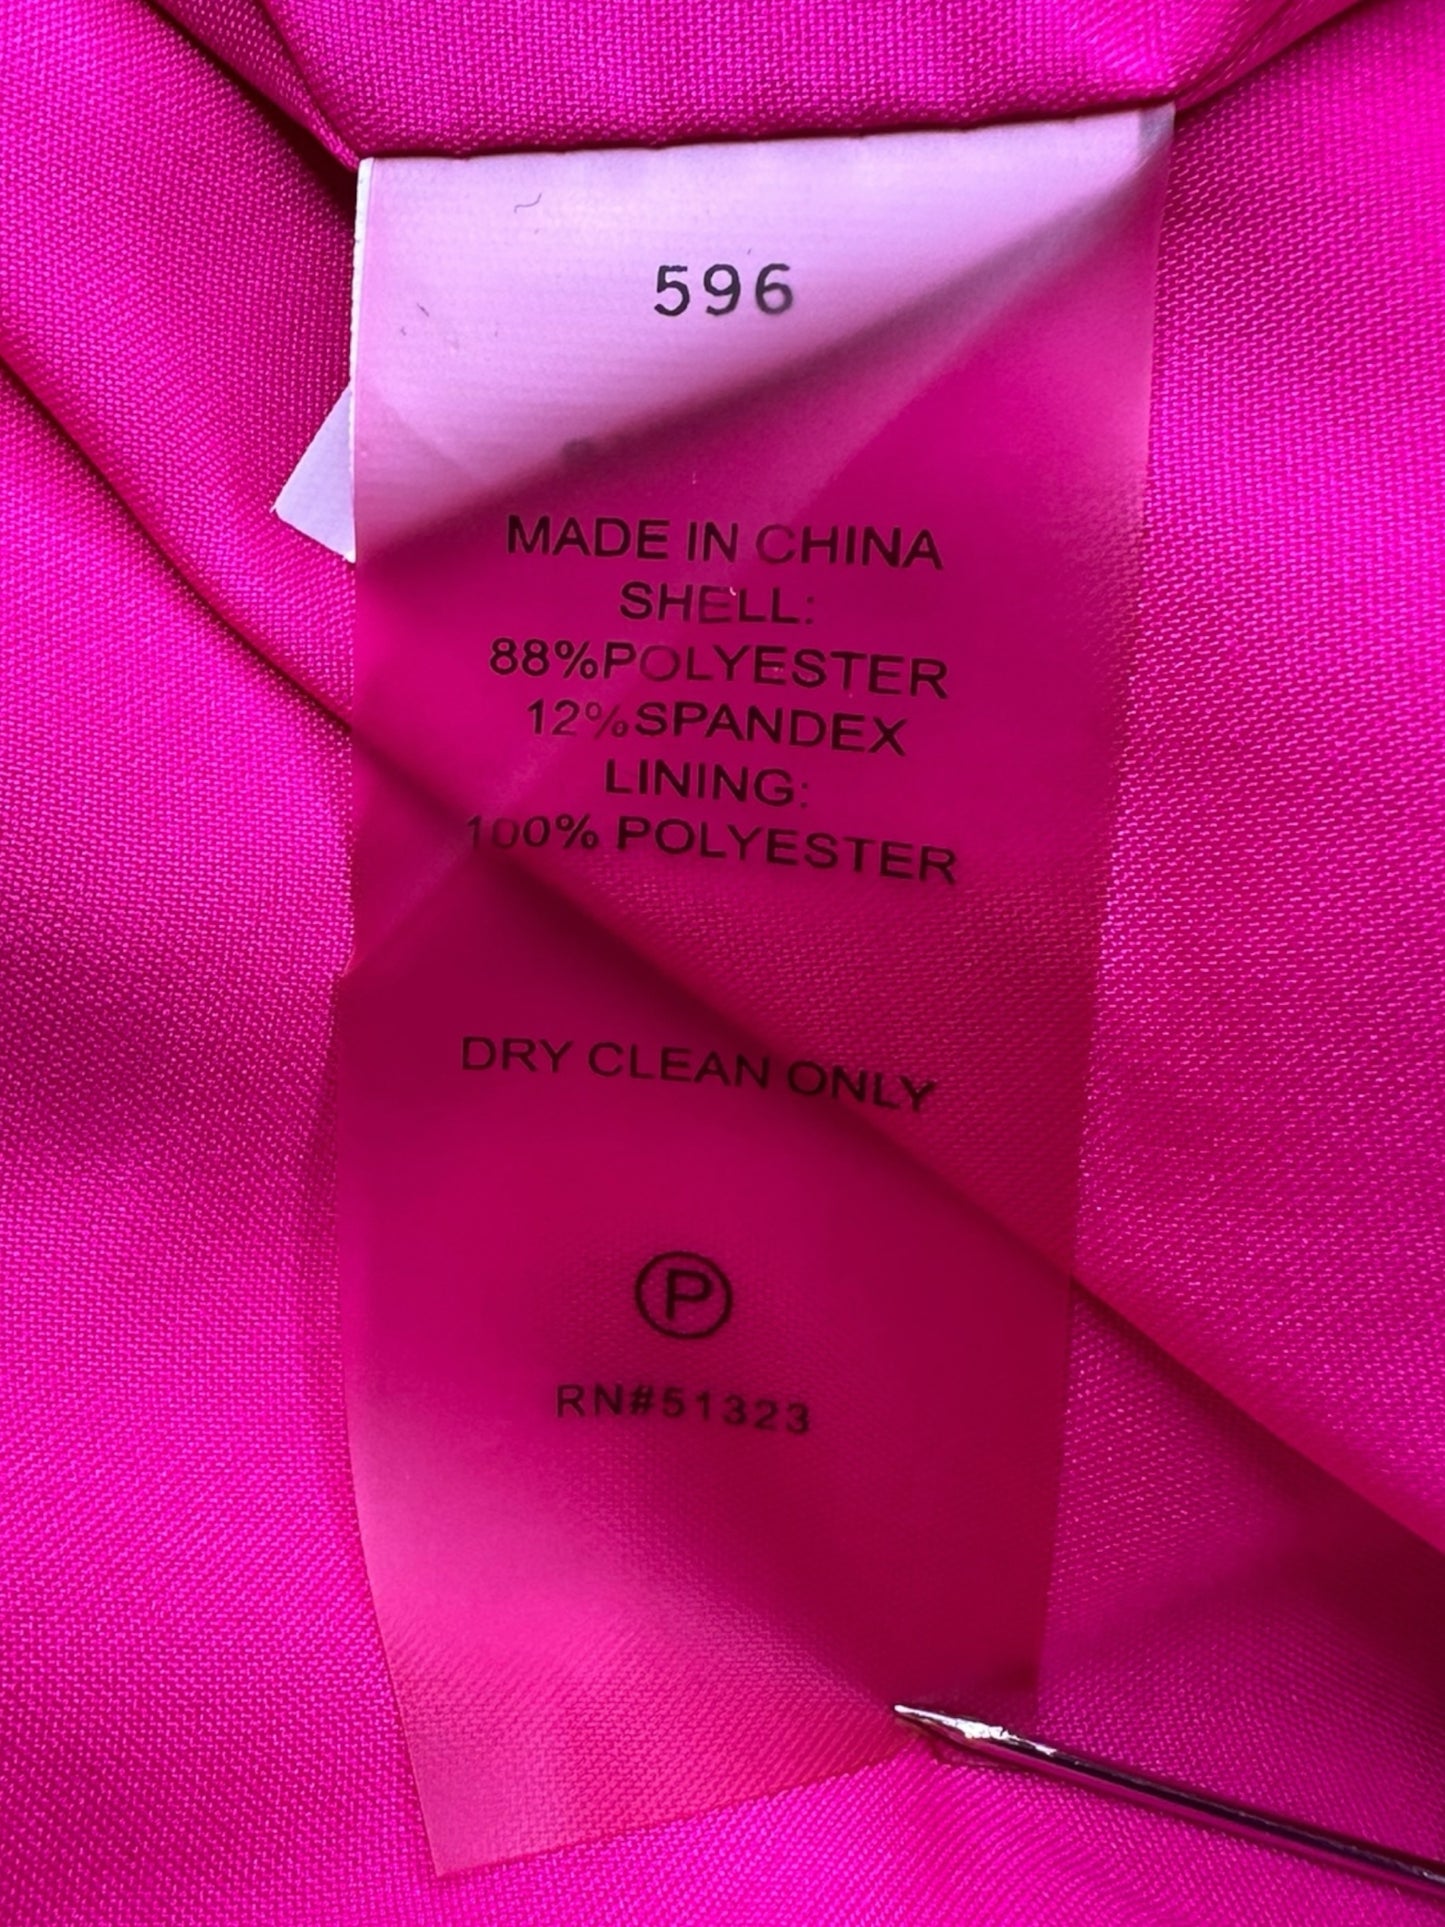 596
MADE IN CHINA
SHELL:
88%POLYESTER
12%SPANDEX
LINING:
100% POLYESTER
DRY CLEAN ONLY
P
RN#51323